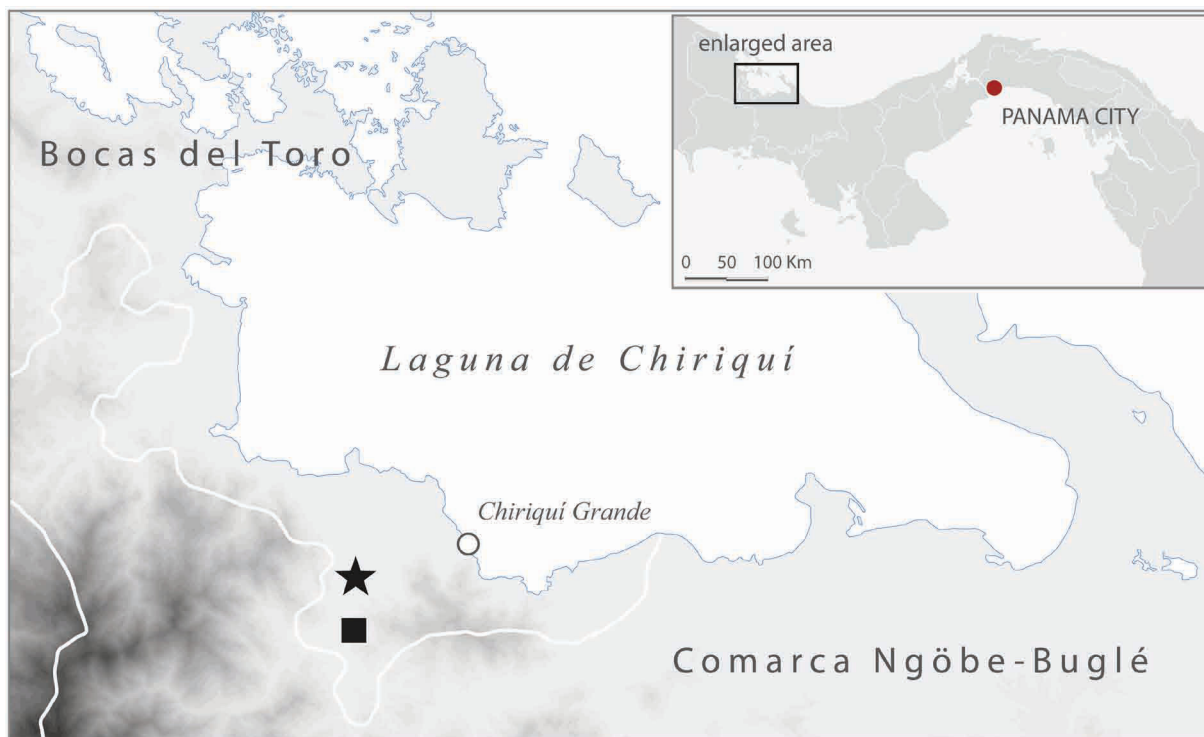 enlarged area
PANAMA CITY
0 50 100 Km
Bocas del Toro
Laguna de Chiriquí
Chiriquí Grande
Comarca Ngöbe-Buglé